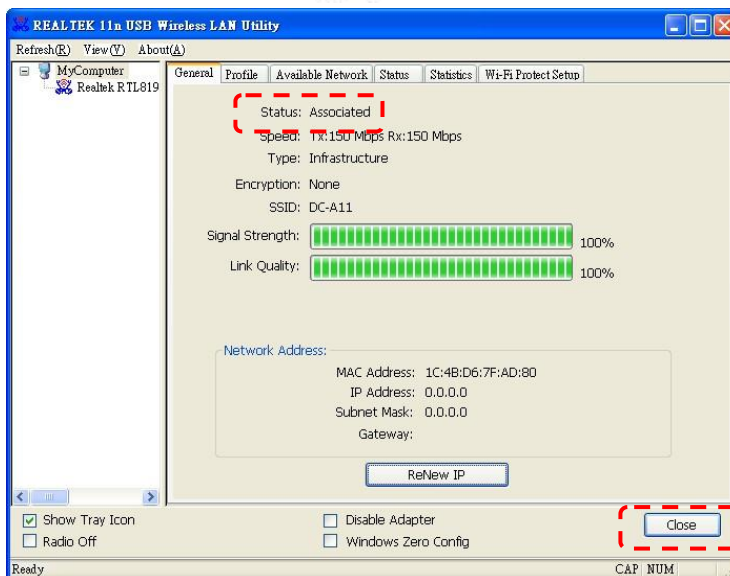 REALTEK 11n USB Wireless LAN Utility
Refresh(R) View(V) About(A)
MyComputer
Realtek RTL819
General Profile Available Network Status Statistics Wi-Fi Protect Setup
Status: Associated
Speed: Tx:150 Mbps Rx:150 Mbps
Type: Infrastructure
Encryption: None
SSID: DC-A11
Signal Strength: 100%
Link Quality: 100%
Network Address:
MAC Address: 1C:4B:D6:7F:AD:80
IP Address: 0.0.0.0
Subnet Mask: 0.0.0.0
Gateway:
ReNew IP
Show Tray Icon Disable Adapter Close
Radio Off Windows Zero Config
Ready CAP NUM